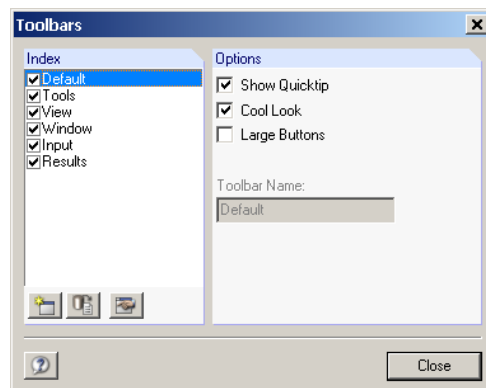 Toolbars
Index
Default
Tools
View
Window
Input
Results
Options
Show Quicktip
Cool Look
Large Buttons
Toolbar Name:
Default
Close